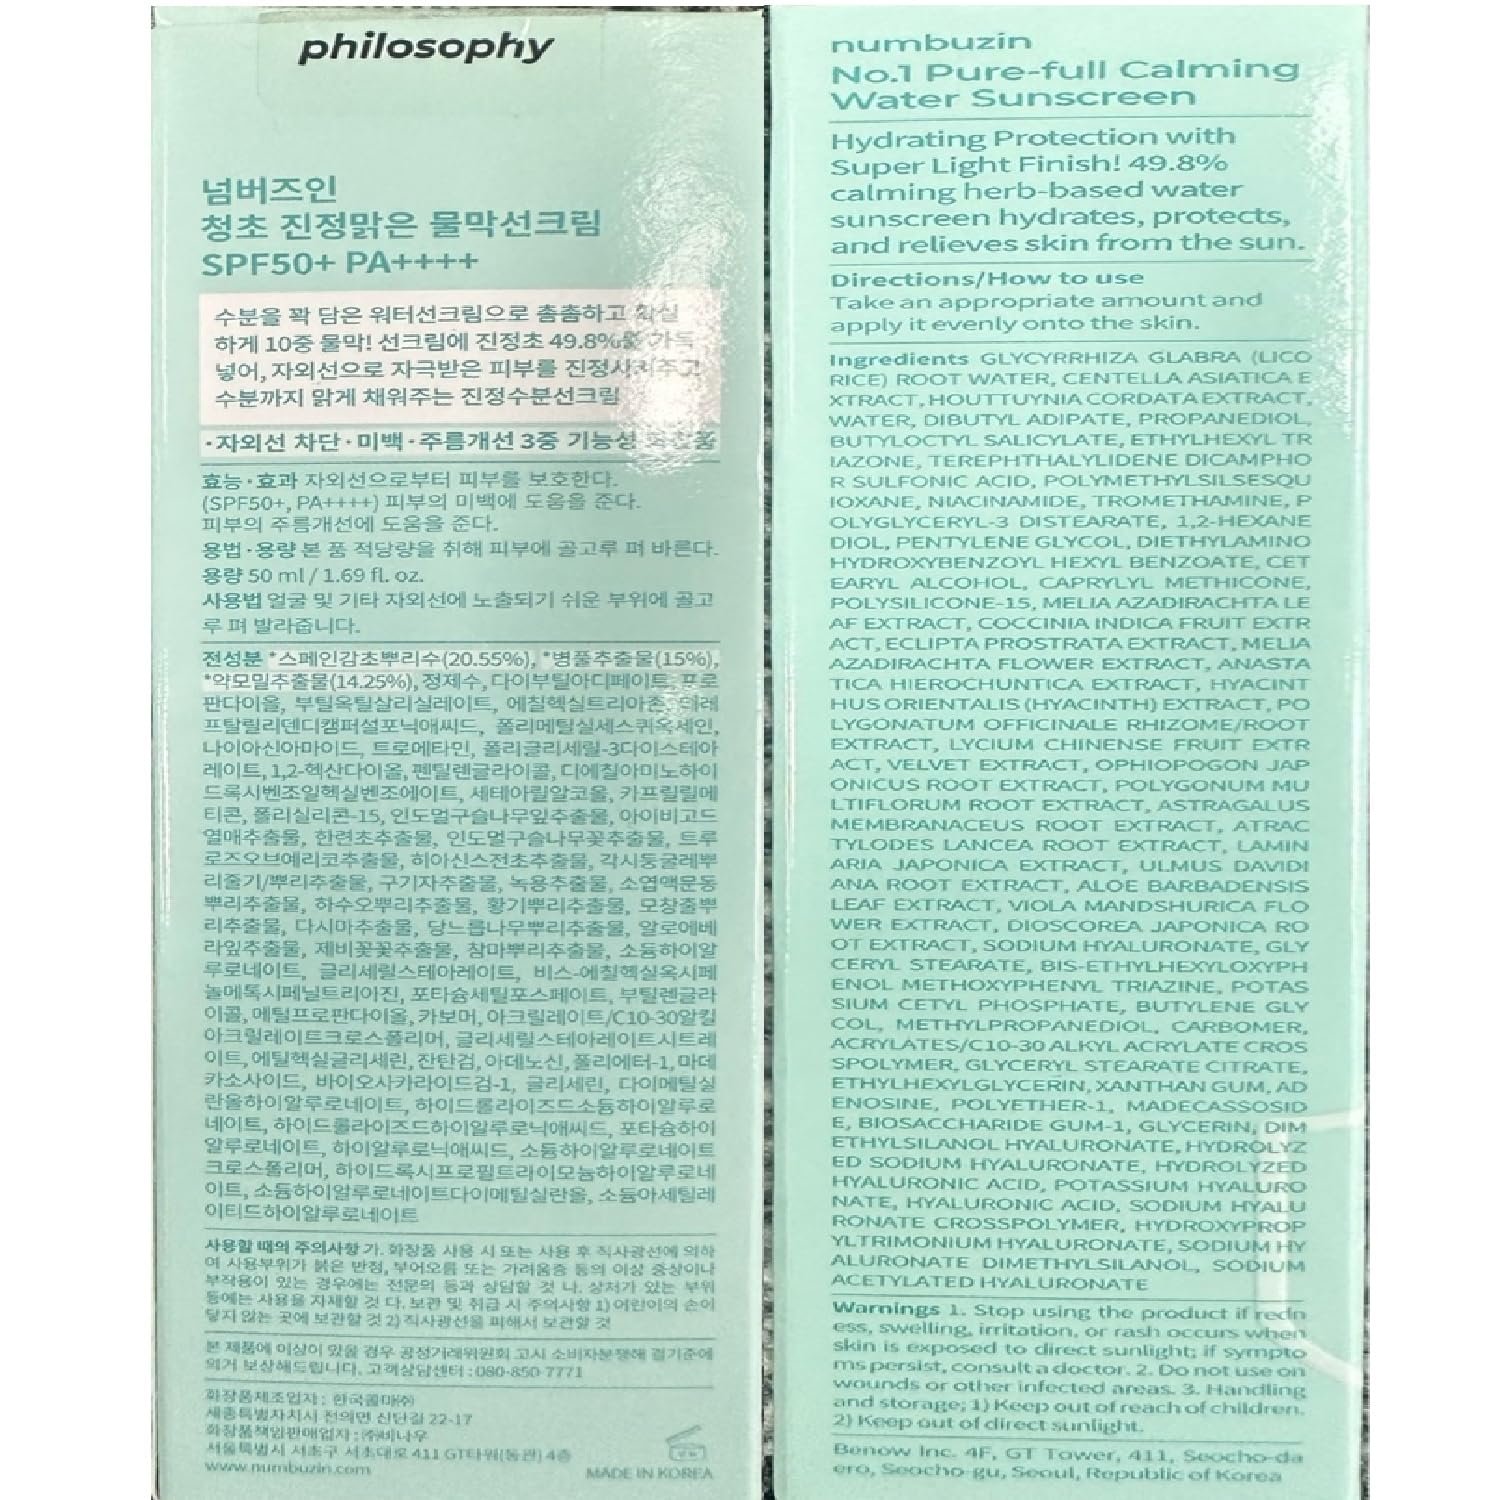 philosophy
넘버즈인
청초 진정맑은 물막선크림
SPF50+ PA++++
수분을 꽉 담은 워터선크림으로 촘촘하고 확실
하게 10중 물막! 선크림에 진정초 49.8%를 가득
넣어, 자외선으로 자극받은 피부를 진정시켜주고
수분까지 맑게 채워주는 진정수분선크림
·자외선 차단·미백·주름개선 3중 기능성 화장품
효능·효과 자외선으로부터 피부를 보호한다.
(SPF50+, PA++++) 피부의 미백에 도움을 준다.
피부의 주름개선에 도움을 준다.
용법·용량 본 품 적당량을 취해 피부에 골고루 펴 바른다.
용량 50 ml / 1.69 fl. oz.
사용법 얼굴 및 기타 자외선에 노출되기 쉬운 부위에 골고
루 펴 발라줍니다.
전성분 *스페인감초뿌리수(20.55%), *병풀추출물(15%),
*약모밀추출물(14.25%), 정제수, 다이부틸아디페이트, 프로
판다이올, 부틸옥틸살리실레이트, 에칠헥실트리아존, 테레
프탈릴리덴디캠퍼설포닉애씨드, 폴리메틸실세스퀴옥세인,
나이아신아마이드, 트로메타민, 폴리글리세릴-3다이스테아
레이트, 1,2-헥산다이올, 펜틸렌글라이콜, 디에칠아미노하이
드록시벤조일헥실벤조에이트, 세테아릴알코올, 카프릴릴메
티콘, 폴리실리콘-15, 인도멀구슬나무잎추출물, 아이비고드
열매추출물, 한련초추출물, 인도멀구슬나무꽃추출물, 트루
로즈오브예리코추출물, 히아신스전초추출물, 각시둥굴레뿌
리줄기/뿌리추출물, 구기자추출물, 녹용추출물, 소엽맥문동
뿌리추출물, 하수오뿌리추출물, 황기뿌리추출물, 모창출뿌
리추출물, 다시마추출물, 당느릅나무뿌리추출물, 알로에베
라잎추출물, 제비꽃꽃추출물, 참마뿌리추출물, 소듐하이알
루로네이트, 글리세릴스테아레이트, 비스-에칠헥실옥시페
놀메톡시페닐트리아진, 포타슘세틸포스페이트, 부틸렌글라
이콜, 메틸프로판다이올, 카보머, 아크릴레이트/C10-30알킬
아크릴레이트크로스폴리머, 글리세릴스테아레이트시트레
이트, 에틸헥실글리세린, 잔탄검, 아데노신, 폴리에터-1, 마데
카소사이드, 바이오사카라이드검-1, 글리세린, 다이메틸실
란올하이알루로네이트, 하이드롤라이즈드소듐하이알루로
네이트, 하이드롤라이즈드하이알루로닉애씨드, 포타슘하이
알루로네이트, 하이알루로닉애씨드, 소듐하이알루로네이트
크로스폴리머, 하이드록시프로필트라이모늄하이알루로네
이트, 소듐하이알루로네이트다이메틸실란올, 소듐아세틸레
이티드하이알루로네이트
사용할 때의 주의사항 가. 화장품 사용 시 또는 사용 후 직사광선에 의하
여 사용부위가 붉은 반점, 부어오름 또는 가려움증 등의 이상 증상이나
부작용이 있는 경우에는 전문의 등과 상담할 것 나. 상처가 있는 부위
등에는 사용을 자제할 것 다. 보관 및 취급 시 주의사항 1) 어린이의 손이
닿지 않는 곳에 보관할 것 2) 직사광선을 피해서 보관할 것
본 제품에 이상이 있을 경우 공정거래위원회 고시 소비자분쟁해결기준에
의거 보상해드립니다. 고객상담센터 : 080-850-7771
화장품제조업자 : 한국콜마㈜
세종특별자치시 전의면 산단길 22-17
화장품책임판매업자 : ㈜비나우
서울특별시 서초구 서초대로 411 GT타워(동관) 4층
www.numbuzin.com
MADE IN KOREA
numbuzin
No.1 Pure-full Calming
Water Sunscreen
Hydrating Protection with
Super Light Finish! 49.8%
calming herb-based water
sunscreen hydrates, protects,
and relieves skin from the sun.
Directions/How to use
Take an appropriate amount and
apply it evenly onto the skin.
Ingredients GLYCYRRHIZA GLABRA (LICO
RICE) ROOT WATER, CENTELLA ASIATICA E
XTRACT, HOUTTUYNIA CORDATA EXTRACT,
WATER, DIBUTYL ADIPATE, PROPANEDIOL,
BUTYLOCTYL SALICYLATE, ETHYLHEXYL TR
IAZONE, TEREPHTHALYLIDENE DICAMPHO
R SULFONIC ACID, POLYMETHYLSILSESQU
IOXANE, NIACINAMIDE, TROMETHAMINE, P
OLYGLYCERYL-3 DISTEARATE, 1,2-HEXANE
DIOL, PENTYLENE GLYCOL, DIETHYLAMINO
HYDROXYBENZOYL HEXYL BENZOATE, CET
EARYL ALCOHOL, CAPRYLYL METHICONE,
POLYSILICONE-15, MELIA AZADIRACHTA LE
AF EXTRACT, COCCINIA INDICA FRUIT EXTR
ACT, ECLIPTA PROSTRATA EXTRACT, MELIA
AZADIRACHTA FLOWER EXTRACT, ANASTA
TICA HIEROCHUNTICA EXTRACT, HYACINT
HUS ORIENTALIS (HYACINTH) EXTRACT, PO
LYGONATUM OFFICINALE RHIZOME/ROOT
EXTRACT, LYCIUM CHINENSE FRUIT EXTR
ACT, VELVET EXTRACT, OPHIOPOGON JAP
ONICUS ROOT EXTRACT, POLYGONUM MU
LTIFLORUM ROOT EXTRACT, ASTRAGALUS
MEMBRANACEUS ROOT EXTRACT, ATRAC
TYLODES LANCEA ROOT EXTRACT, LAMIN
ARIA JAPONICA EXTRACT, ULMUS DAVIDI
ANA ROOT EXTRACT, ALOE BARBADENSIS
LEAF EXTRACT, VIOLA MANDSHURICA FLO
WER EXTRACT, DIOSCOREA JAPONICA RO
OT EXTRACT, SODIUM HYALURONATE, GLY
CERYL STEARATE, BIS-ETHYLHEXYLOXYPH
ENOL METHOXYPHENYL TRIAZINE, POTAS
SIUM CETYL PHOSPHATE, BUTYLENE GLY
COL, METHYLPROPANEDIOL, CARBOMER,
ACRYLATES/C10-30 ALKYL ACRYLATE CROS
SPOLYMER, GLYCERYL STEARATE CITRATE,
ETHYLHEXYLGLYCERIN, XANTHAN GUM, AD
ENOSINE, POLYETHER-1, MADECASSOSID
E, BIOSACCHARIDE GUM-1, GLYCERIN, DIM
ETHYLSILANOL HYALURONATE, HYDROLYZ
ED SODIUM HYALURONATE, HYDROLYZED
HYALURONIC ACID, POTASSIUM HYALURO
NATE, HYALURONIC ACID, SODIUM HYALU
RONATE CROSSPOLYMER, HYDROXYPROP
YLTRIMONIUM HYALURONATE, SODIUM HY
ALURONATE DIMETHYLSILANOL, SODIUM
ACETYLATED HYALURONATE
Warnings 1. Stop using the product if redn
ess, swelling, irritation, or rash occurs when
skin is exposed to direct sunlight; if sympto
ms persist, consult a doctor. 2. Do not use on
wounds or other infected areas. 3. Handling
and storage; 1) Keep out of reach of children.
2) Keep out of direct sunlight.
Benow Inc. 4F, GT Tower, 411, Seocho-da
ero, Seocho-gu, Seoul, Republic of Korea